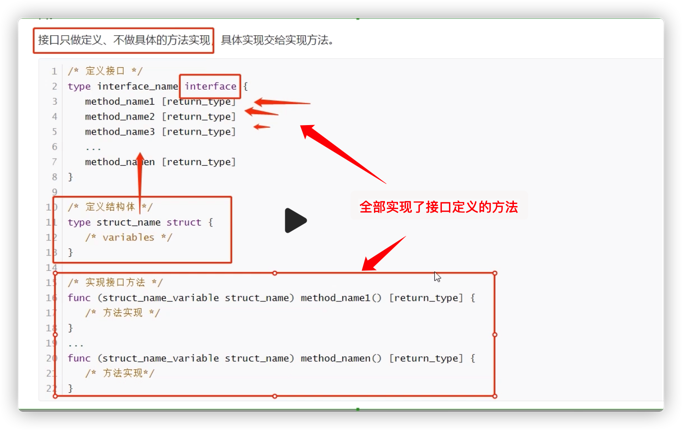 接口只做定义、不做具体的方法实现，具体实现交给实现方法。
1 /* 定义接口 */
2 type interface_name interface {
3 method_name1 [return_type]
4 method_name2 [return_type]
5 method_name3 [return_type]
6 ...
7 method_namen [return_type]
8 }
9
10 /* 定义结构体 */
11 type struct_name struct {
12 /* variables */
13 }
14
全部实现了接口定义的方法
15 /* 实现接口方法 */
16 func (struct_name_variable struct_name) method_name1() [return_type] {
17 /* 方法实现 */
18 }
19 ...
20 func (struct_name_variable struct_name) method_namen() [return_type] {
21 /* 方法实现*/
22 }